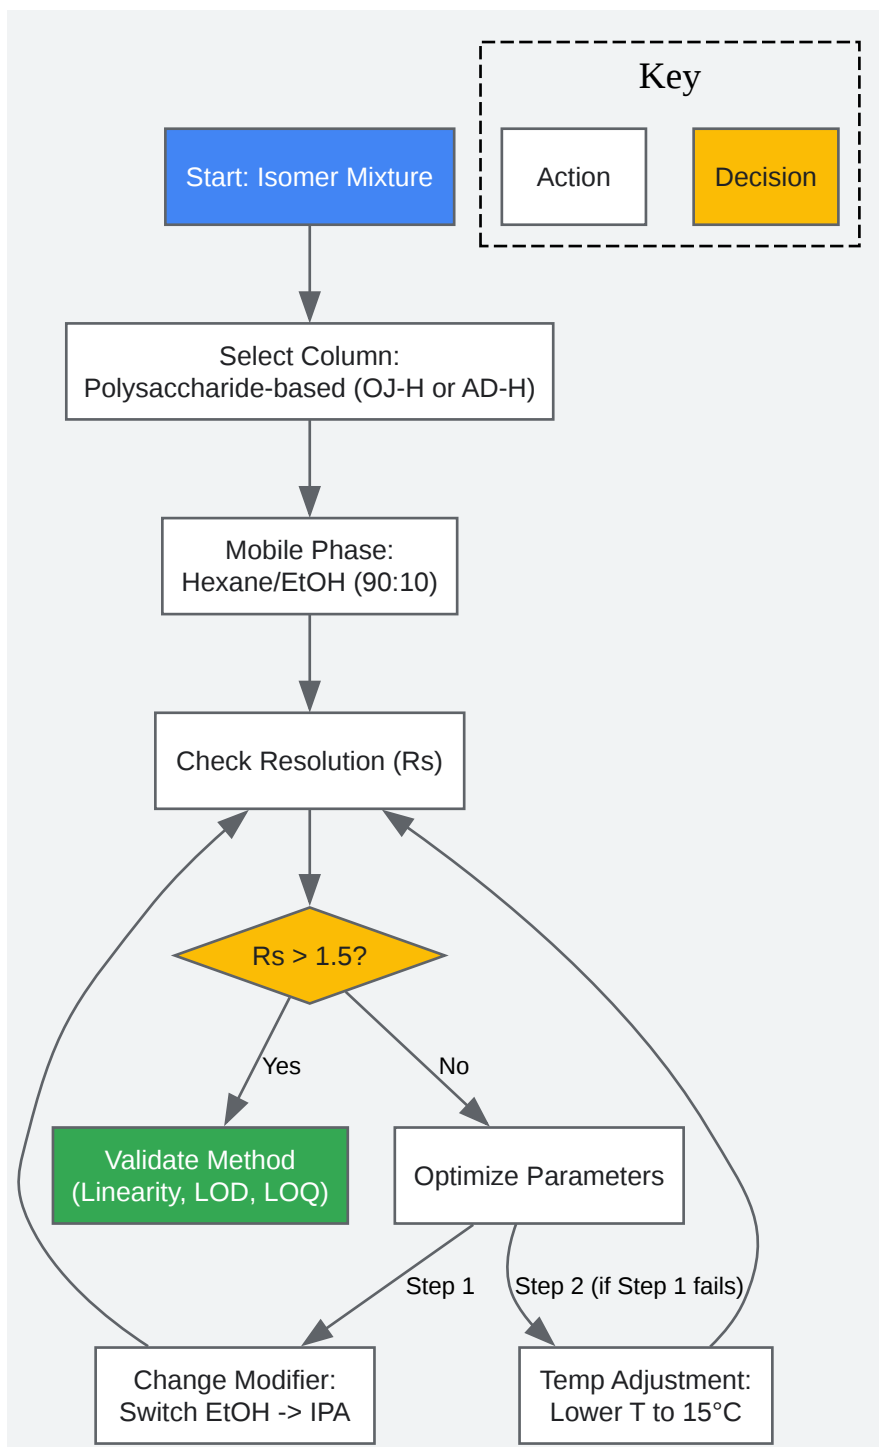 Key
Action
Decision
Start: Isomer Mixture
Select Column:
Polysaccharide-based (OJ-H or AD-H)
Mobile Phase:
Hexane/EtOH (90:10)
Check Resolution (Rs)
Rs > 1.5?
Yes
No
Validate Method
(Linearity, LOD, LOQ)
Optimize Parameters
Step 1
Step 2 (if Step 1 fails)
Change Modifier:
Switch EtOH -> IPA
Temp Adjustment:
Lower T to 15°C